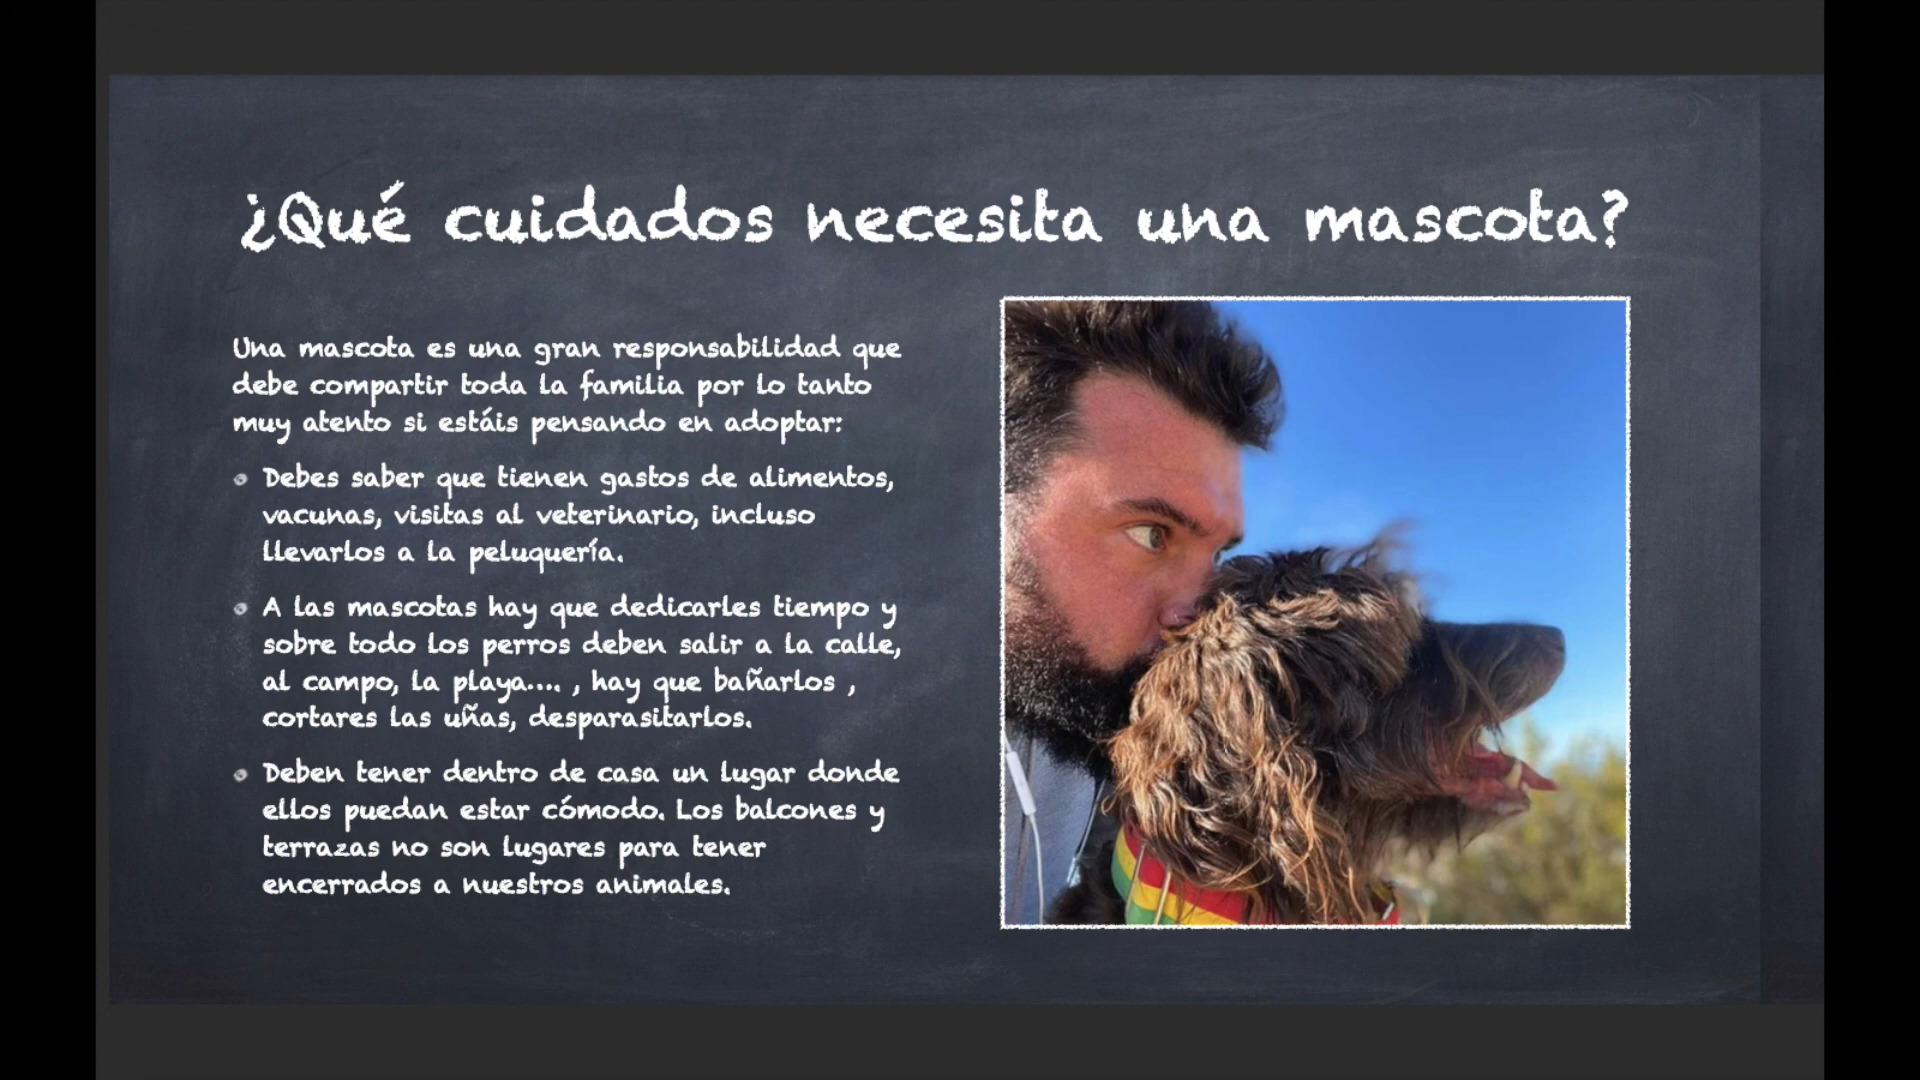 ¿Qué cuidados necesita una mascota?
Una mascota es una gran responsabilidad que
debe compartir toda la familia por lo tanto
muy atento si estáis pensando en adoptar:
Debes saber que tienen gastos de alimentos,
vacunas, visitas al veterinario, incluso
llevarlos a la peluquería.
A las mascotas hay que dedicarles tiempo y
sobre todo los perros deben salir a la calle,
al campo, la playa.... , hay que bañarlos ,
cortares las uñas, desparasitarlos.
Deben tener dentro de casa un lugar donde
ellos puedan estar cómodo. Los balcones y
terrazas no son lugares para tener
encerrados a nuestros animales.